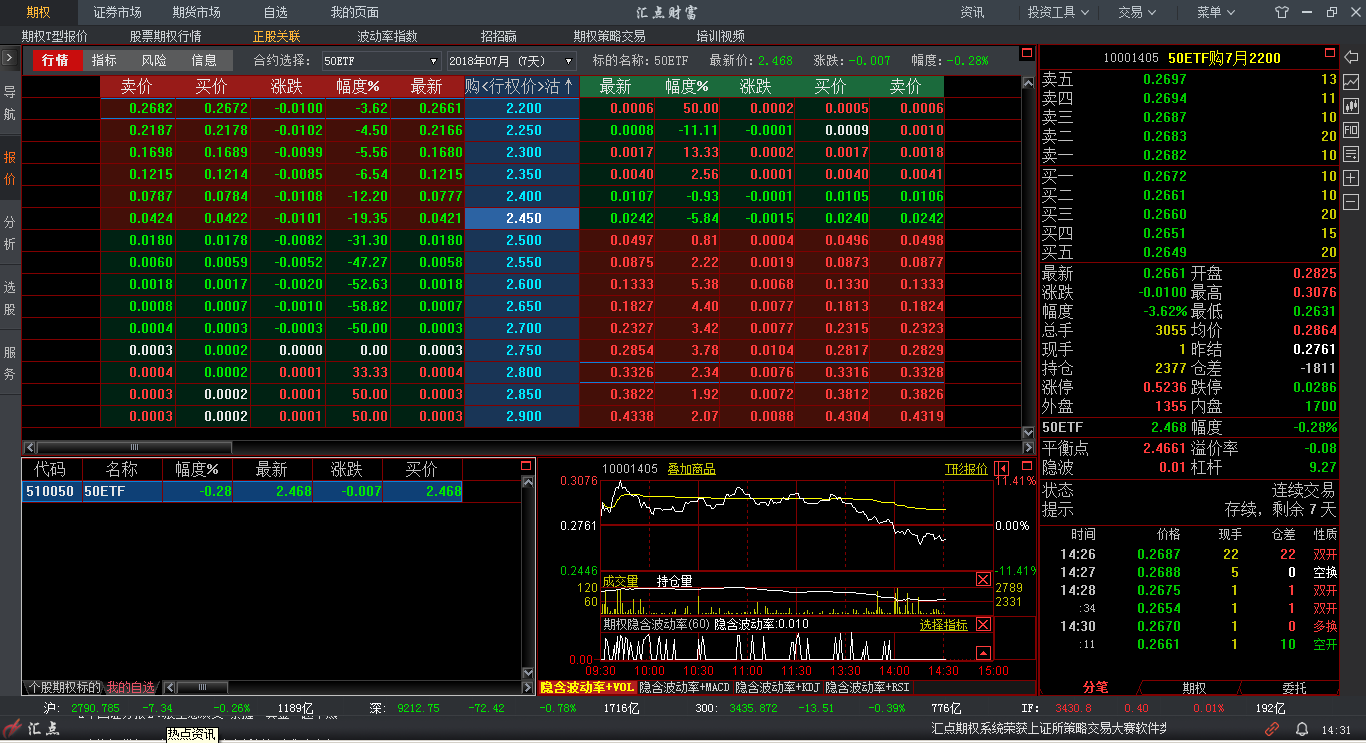 期权 证券市场 期货市场 自选 我的页面 汇点财富 资讯 投资工具 交易 菜单
期权T型报价 股票期权行情 正股关联 波动率指数 招招赢 期权策略交易 培训视频
行情 指标 风险 信息 合约选择: 50ETF 2018年07月 (7天) 标的名称: 50ETF 最新价: 2.468 涨跌: -0.007 幅度: -0.28%
导航
报价
分析
选股
服务
卖价 买价 涨跌 幅度% 最新 购<行权价>沽↑ 最新 幅度% 涨跌 买价 卖价
0.2682 0.2672 -0.0100 -3.62 0.2661 2.200 0.0006 50.00 0.0002 0.0005 0.0006
0.2187 0.2178 -0.0102 -4.50 0.2166 2.250 0.0008 -11.11 -0.0001 0.0009 0.0010
0.1698 0.1689 -0.0099 -5.56 0.1680 2.300 0.0017 13.33 0.0002 0.0017 0.0018
0.1215 0.1214 -0.0085 -6.54 0.1215 2.350 0.0040 2.56 0.0001 0.0040 0.0041
0.0787 0.0784 -0.0108 -12.20 0.0777 2.400 0.0107 -0.93 -0.0001 0.0105 0.0106
0.0424 0.0422 -0.0101 -19.35 0.0421 2.450 0.0242 -5.84 -0.0015 0.0240 0.0242
0.0180 0.0178 -0.0082 -31.30 0.0180 2.500 0.0497 0.81 0.0004 0.0496 0.0498
0.0060 0.0059 -0.0052 -47.27 0.0058 2.550 0.0875 2.22 0.0019 0.0873 0.0877
0.0018 0.0017 -0.0020 -52.63 0.0018 2.600 0.1333 5.38 0.0068 0.1330 0.1333
0.0008 0.0007 -0.0010 -58.82 0.0007 2.650 0.1827 4.40 0.0077 0.1813 0.1824
0.0004 0.0003 -0.0003 -50.00 0.0003 2.700 0.2327 3.42 0.0077 0.2315 0.2323
0.0003 0.0002 0.0000 0.00 0.0003 2.750 0.2854 3.78 0.0104 0.2817 0.2829
0.0004 0.0002 0.0001 33.33 0.0004 2.800 0.3326 2.34 0.0076 0.3316 0.3328
0.0003 0.0002 0.0001 50.00 0.0003 2.850 0.3822 1.92 0.0072 0.3812 0.3826
0.0003 0.0002 0.0001 50.00 0.0003 2.900 0.4338 2.07 0.0088 0.4304 0.4319
代码 名称 幅度% 最新 涨跌 买价
510050 50ETF -0.28 2.468 -0.007 2.468
个股期权标的 我的自选
10001405 叠加商品 T形报价
0.3076 11.41%
0.2761 0.00%
0.2446 -11.41%
成交量 持仓量
120 2789
60 2331
期权隐含波动率(60) 隐含波动率:0.010 选择指标
0.00
09:30 10:00 10:30 11:00 11:30 13:30 14:00 14:30 15:00
隐含波动率+VOL 隐含波动率+MACD 隐含波动率+KDJ 隐含波动率+RSI
10001405 50ETF购7月2200
卖五 0.2697 13
卖四 0.2694 11
卖三 0.2687 10
卖二 0.2683 20
卖一 0.2682 10
买一 0.2672 10
买二 0.2661 10
买三 0.2660 20
买四 0.2651 15
买五 0.2649 20
最新 0.2661 开盘 0.2825
涨跌 -0.0100 最高 0.3076
幅度 -3.62% 最低 0.2631
总手 3055 均价 0.2864
现手 1 昨结 0.2761
持仓 2377 仓差 -1811
涨停 0.5236 跌停 0.0286
外盘 1355 内盘 1700
50ETF 2.468 幅度 -0.28%
平衡点 2.4661 溢价率 -0.08
隐波 0.01 杠杆 9.27
状态 连续交易
提示 存续, 剩余7天
时间 价格 现手 仓差 性质
14:26 0.2687 22 22 双开
14:27 0.2688 5 0 空换
14:28 0.2675 1 1 双开
:34 0.2654 1 1 双开
14:30 0.2670 1 0 多换
:11 0.2661 1 10 空开
分笔 期权 委托
沪: 2790.785 -7.34 -0.26% 1189亿 深: 9212.75 -72.42 -0.78% 1716亿 300: 3435.872 -13.51 -0.39% 776亿 IF: 3430.8 0.40 0.01% 192亿
汇点 热点资讯 汇点期权系统荣获上证所策略交易大赛软件 14:31